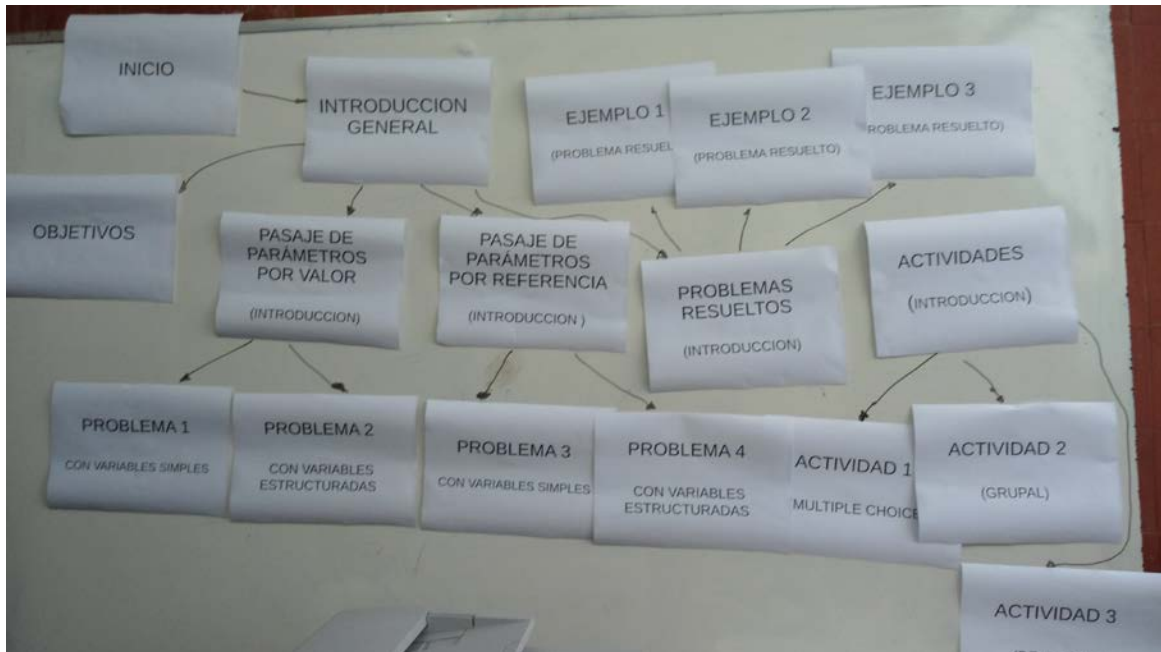 INICIO
INTRODUCCION
GENERAL
EJEMPLO 1
(PROBLEMA RESUEL
EJEMPLO 2
(PROBLEMA RESUELTO)
EJEMPLO 3
ROBLEMA RESUELTO)
OBJETIVOS
PASAJE DE
PARÁMETROS
POR VALOR
(INTRODUCCION)
PASAJE DE
PARÁMETROS
POR REFERENCIA
(INTRODUCCION )
PROBLEMAS
RESUELTOS
(INTRODUCCION)
ACTIVIDADES
(INTRODUCCION)
PROBLEMA 1
CON VARIABLES SIMPLES
PROBLEMA 2
CON VARIABLES
ESTRUCTURADAS
PROBLEMA 3
CON VARIABLES SIMPLES
PROBLEMA 4
CON VARIABLES
ESTRUCTURADAS
ACTIVIDAD 1
MULTIPLE CHOICE
ACTIVIDAD 2
(GRUPAL)
ACTIVIDAD 3